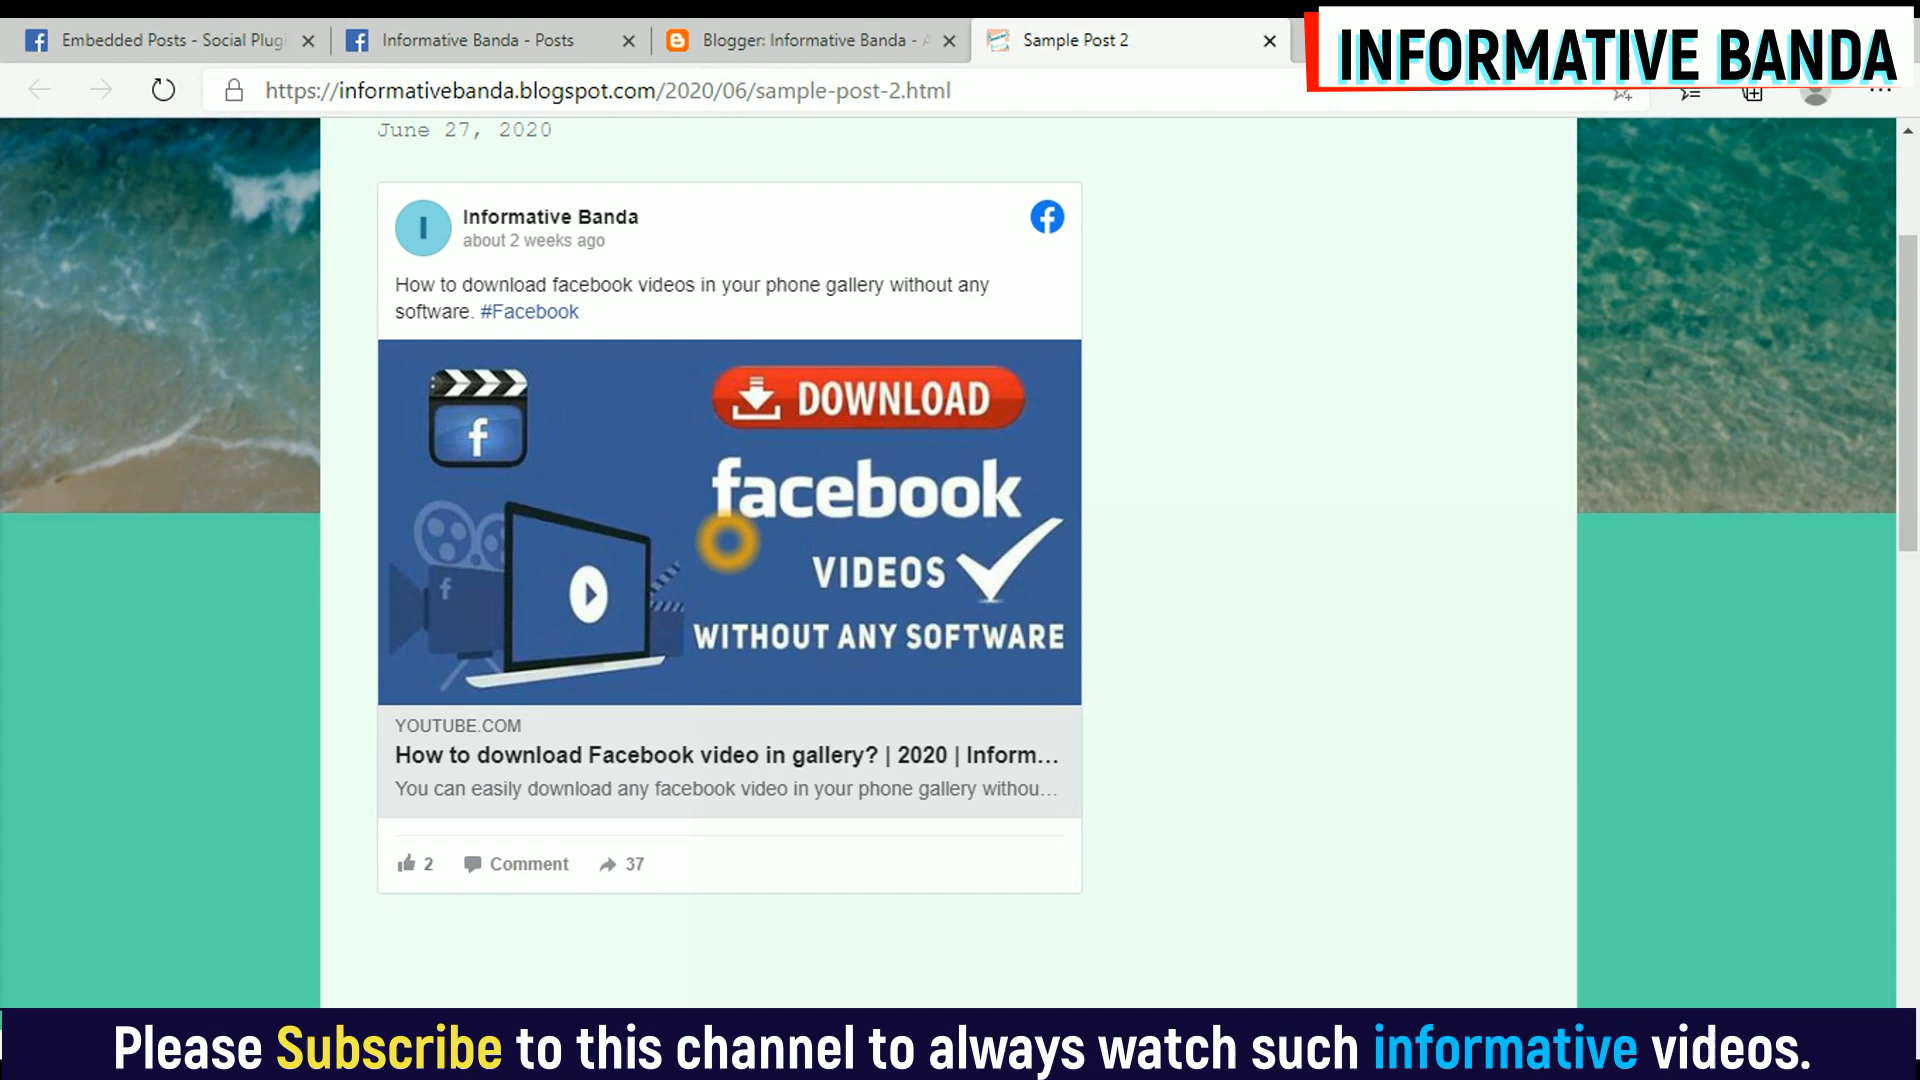 Embedded Posts - Social Plugi
Informative Banda - Posts
Blogger: Informative Banda -
Sample Post 2
INFORMATIVE BANDA
https://informativebanda.blogspot.com/2020/06/sample-post-2.html
June 27, 2020
Informative Banda
about 2 weeks ago
How to download facebook videos in your phone gallery without any
software. #Facebook
DOWNLOAD
facebook
VIDEOS
WITHOUT ANY SOFTWARE
YOUTUBE.COM
How to download Facebook video in gallery? | 2020 | Inform...
You can easily download any facebook video in your phone gallery withou...
2 Comment 37
Please Subscribe to this channel to always watch such informative videos.